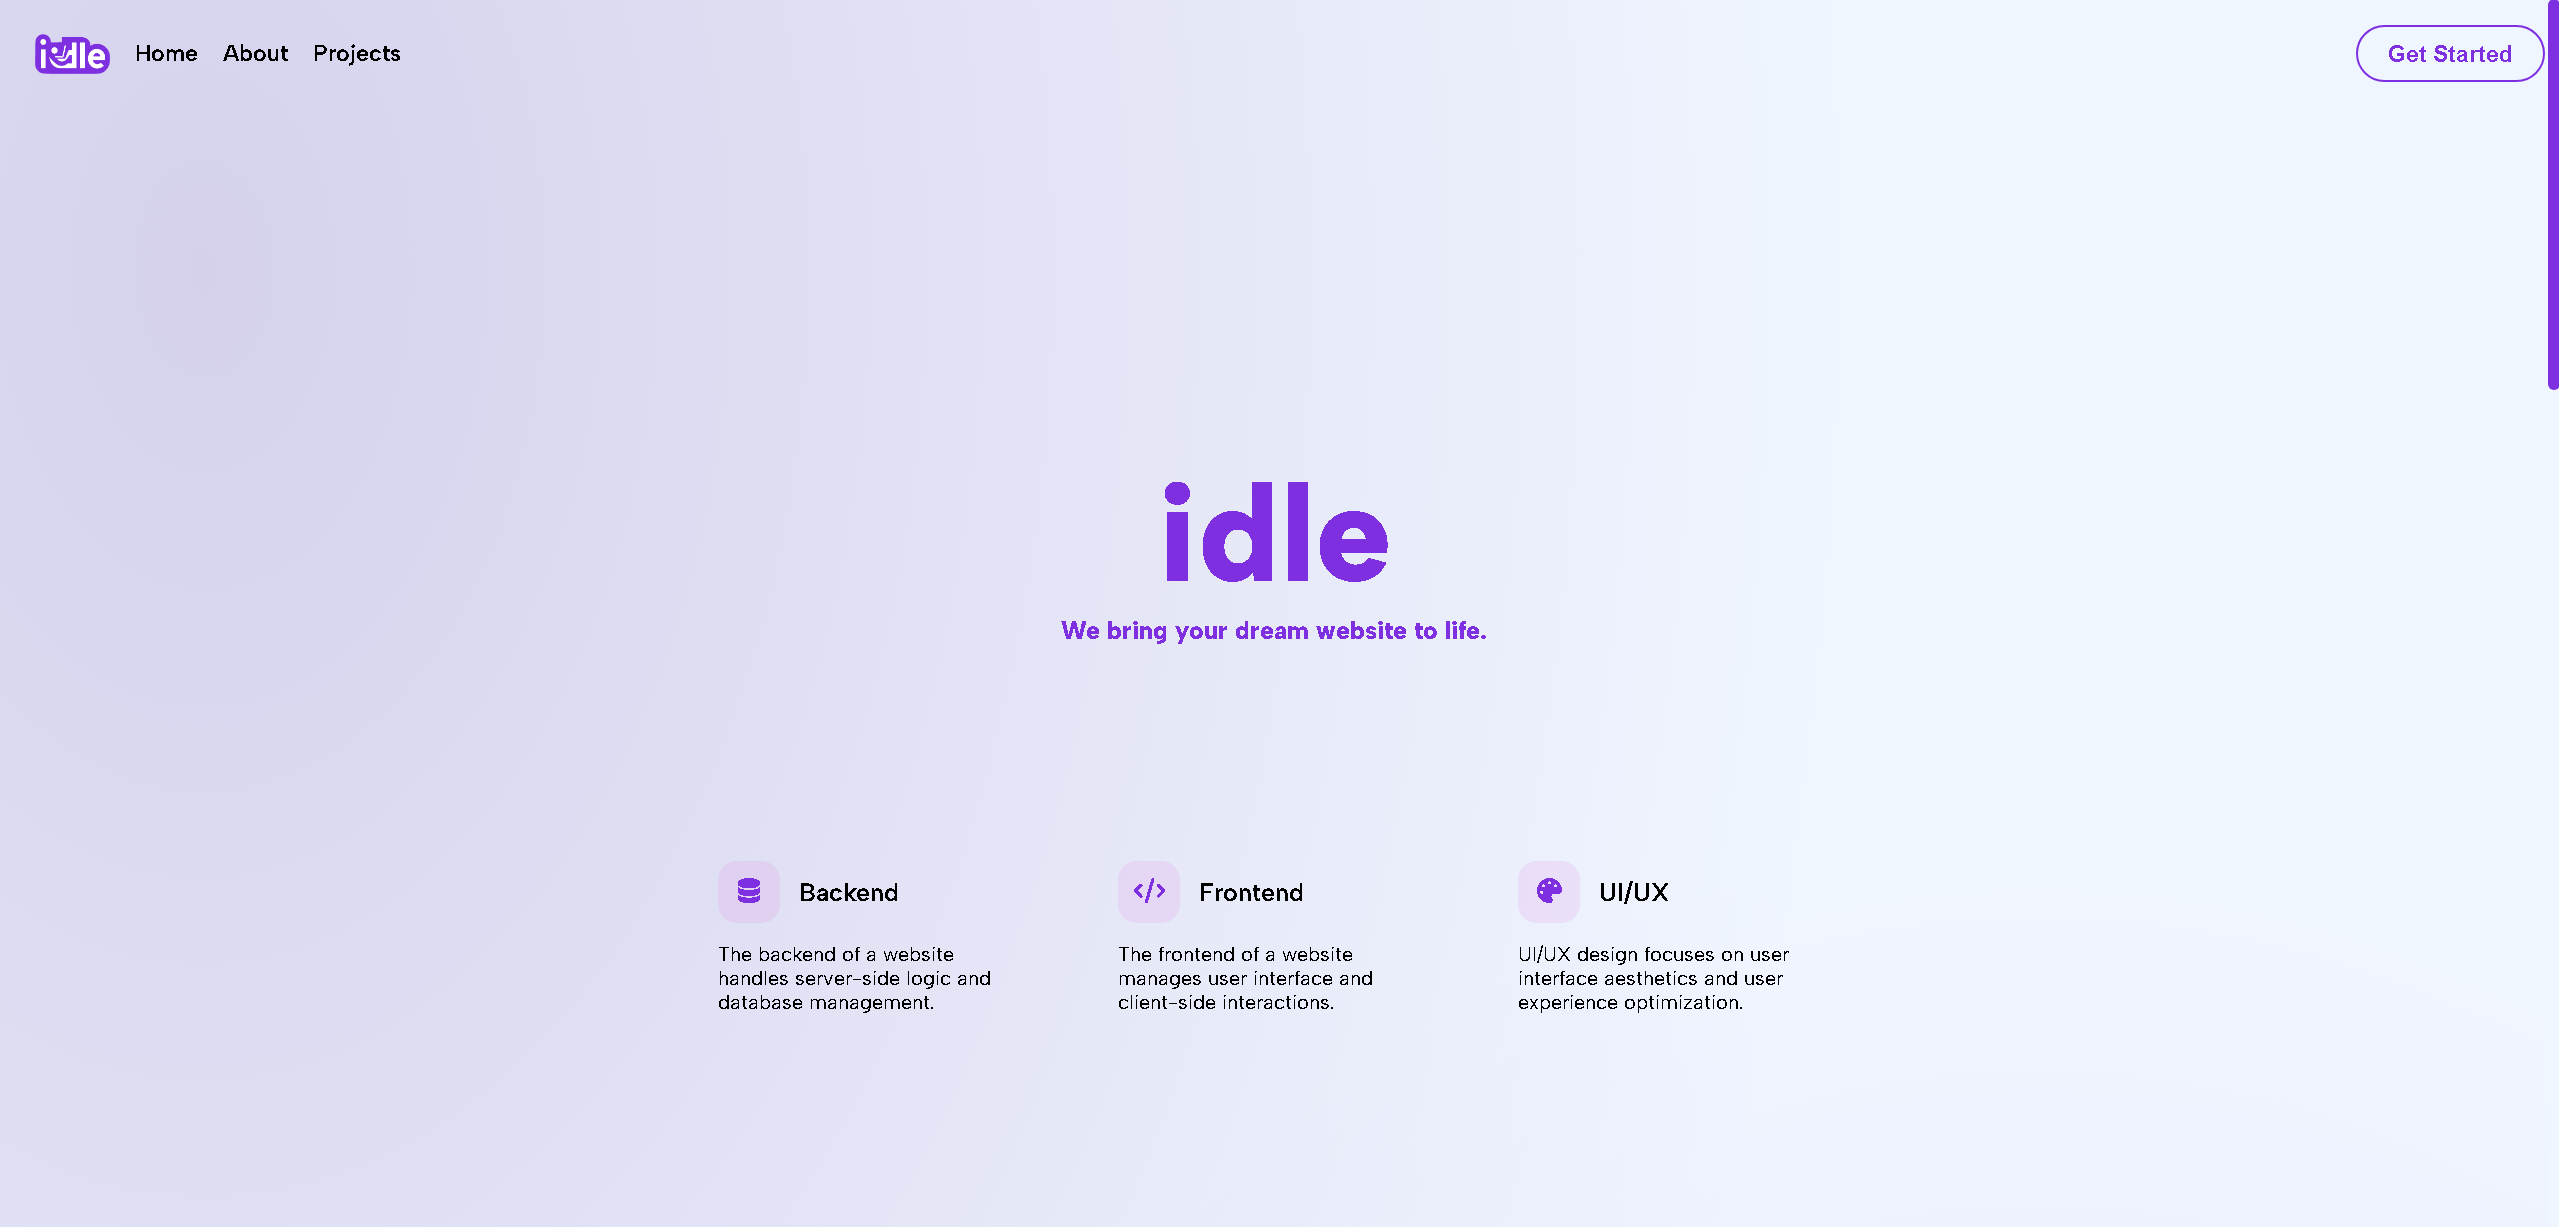 idle
Home About Projects
Get Started
idle
We bring your dream website to life.
Backend
The backend of a website
handles server-side logic and
database management.
Frontend
The frontend of a website
manages user interface and
client-side interactions.
UI/UX
UI/UX design focuses on user
interface aesthetics and user
experience optimization.